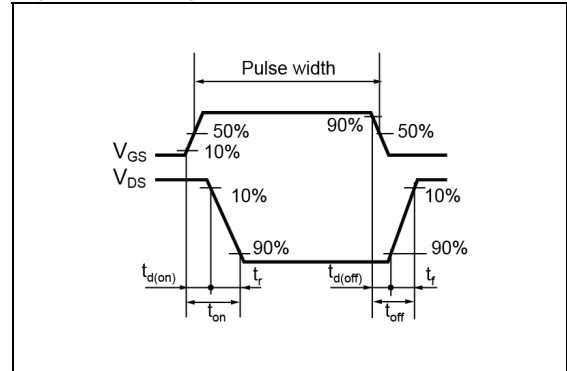 Pulse width
50%
90%
50%
V_GS
10%
V_DS
10%
10%
90%
90%
t_d(on)
t_r
t_d(off)
t_f
t_on
t_off